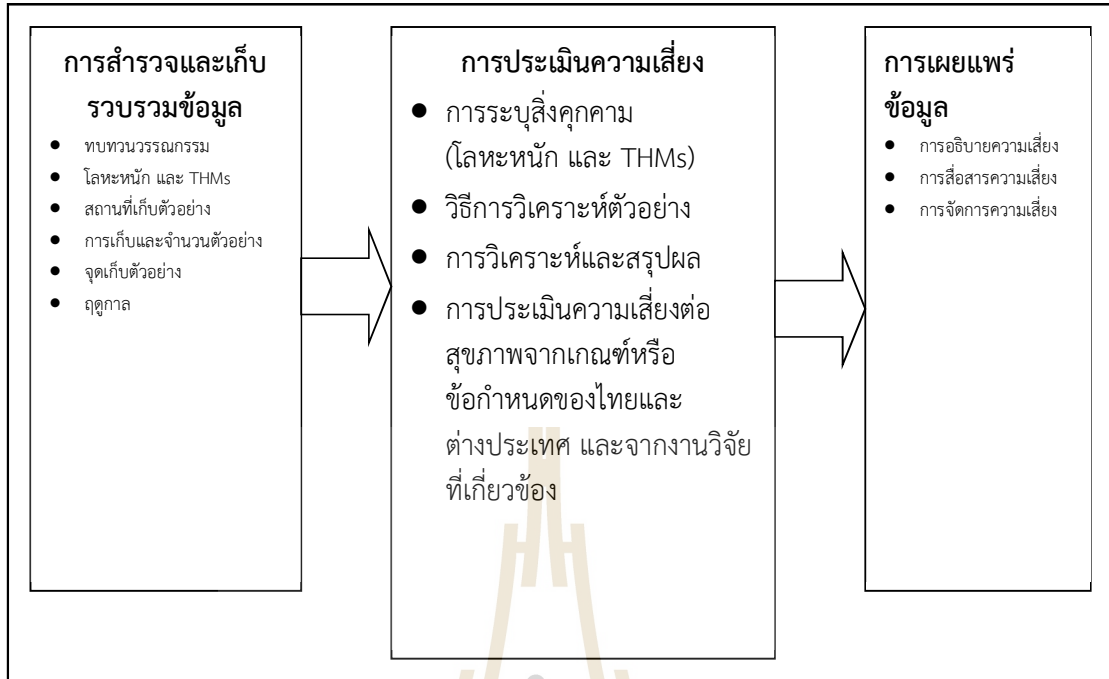 การสำรวจและเก็บ
รวบรวมข้อมูล
● ทบทวนวรรณกรรม
● โลหะหนัก และ THMs
● สถานที่เก็บตัวอย่าง
● การเก็บและจำนวนตัวอย่าง
● จุดเก็บตัวอย่าง
● ฤดูกาล
การประเมินความเสี่ยง
● การระบุสิ่งคุกคาม
(โลหะหนัก และ THMs)
● วิธีการวิเคราะห์ตัวอย่าง
● การวิเคราะห์และสรุปผล
● การประเมินความเสี่ยงต่อ
สุขภาพจากเกณฑ์หรือ
ข้อกำหนดของไทยและ
ต่างประเทศ และจากงานวิจัย
ที่เกี่ยวข้อง
การเผยแพร่
ข้อมูล
● การอธิบายความเสี่ยง
● การสื่อสารความเสี่ยง
● การจัดการความเสี่ยง